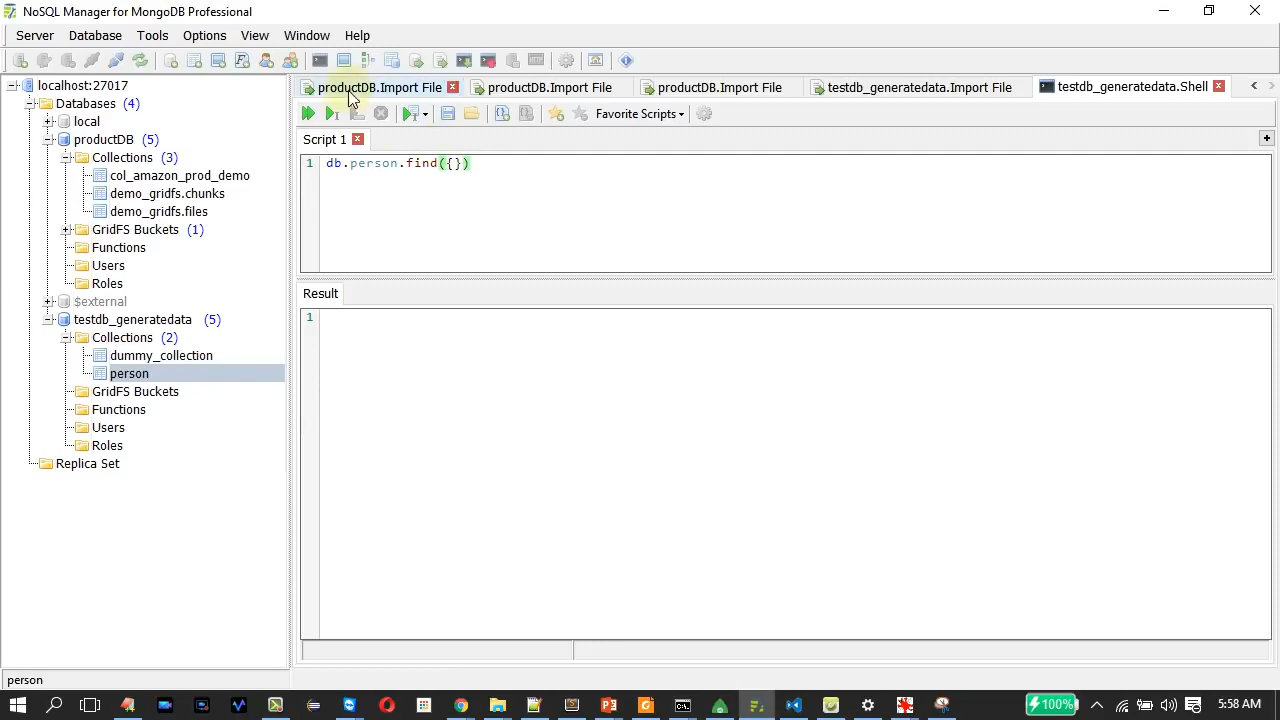 NoSQL Manager for MongoDB Professional
Server Database Tools Options View Window Help
localhost:27017
Databases (4)
local
productDB (5)
Collections (3)
col_amazon_prod_demo
demo_gridfs.chunks
demo_gridfs.files
GridFS Buckets (1)
Functions
Users
Roles
$external
testdb_generatedata (5)
Collections (2)
dummy_collection
person
GridFS Buckets
Functions
Users
Roles
Replica Set
productDB.Import File productDB.Import File productDB.Import File testdb_generatedata.Import File testdb_generatedata.Shell
Favorite Scripts
Script 1
1 db.person.find({})
Result
1
person
100% 5:58 AM